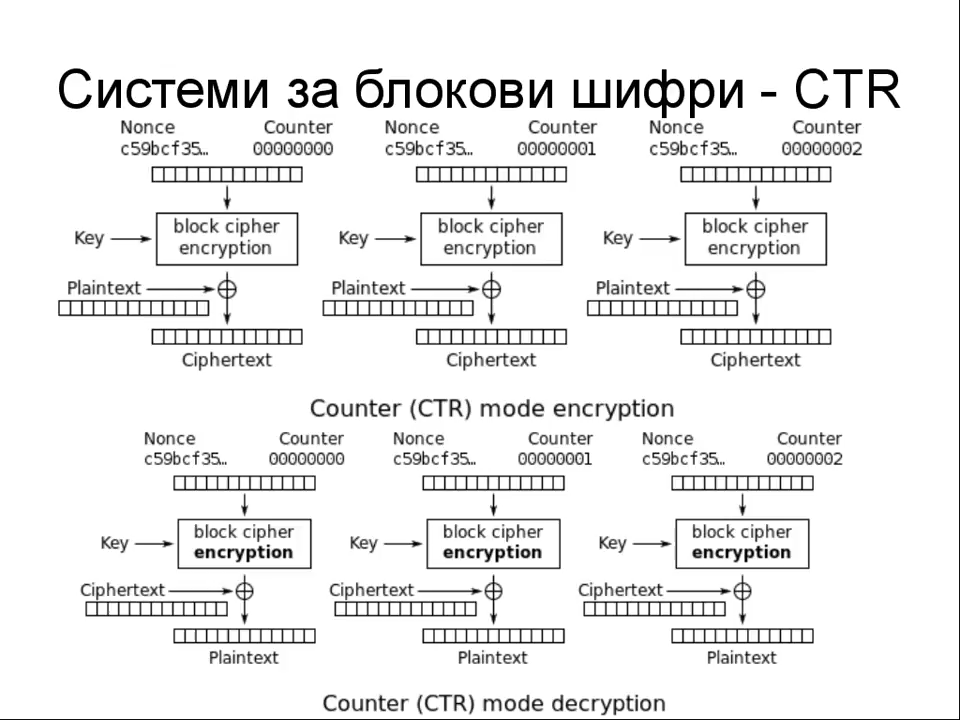 Системи за блокови шифри - CTR
Nonce Counter Nonce Counter Nonce Counter
c59bcf35… 00000000 c59bcf35… 00000001 c59bcf35… 00000002
block cipher block cipher block cipher
Key Key Key
encryption encryption encryption
Plaintext Plaintext Plaintext
Ciphertext Ciphertext Ciphertext
Counter (CTR) mode encryption
Nonce Counter Nonce Counter Nonce Counter
c59bcf35… 00000000 c59bcf35… 00000001 c59bcf35… 00000002
block cipher block cipher block cipher
Key Key Key
encryption encryption encryption
Ciphertext Ciphertext Ciphertext
Plaintext Plaintext Plaintext
Counter (CTR) mode decryption